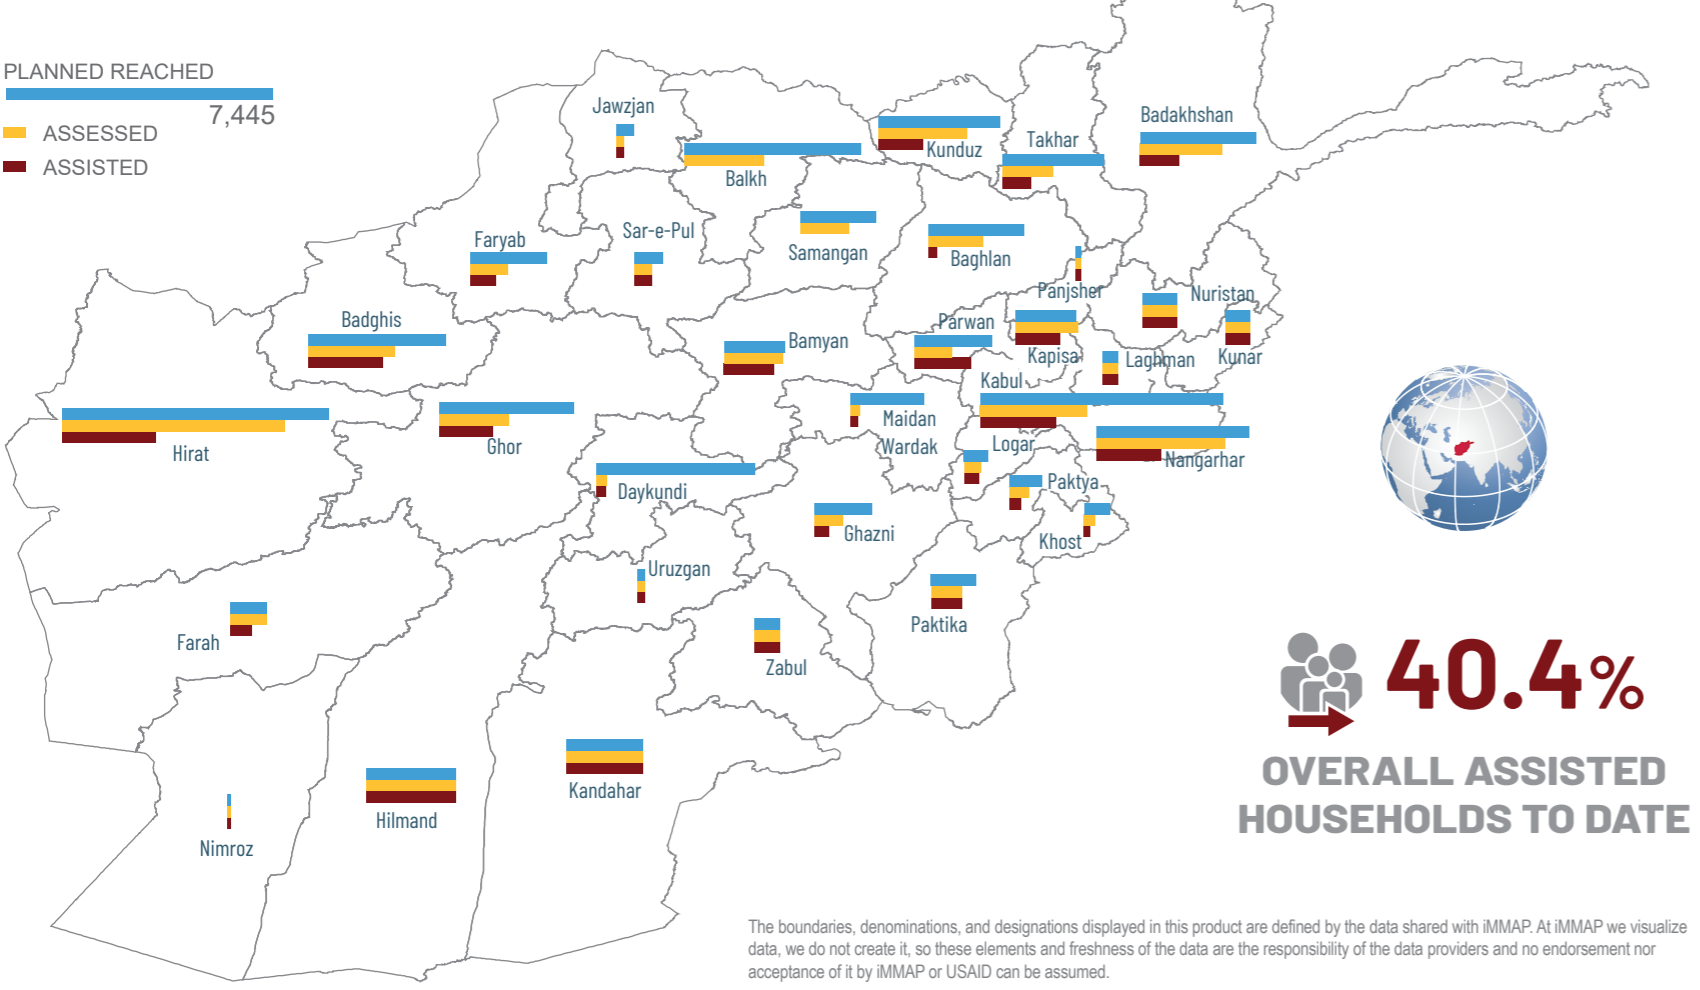 PLANNED REACHED
7,445
ASSESSED
ASSISTED
Jawzjan
Badakhshan
Kunduz
Takhar
Balkh
Faryab
Sar-e-Pul
Samangan
Baghlan
Panjsher
Nuristan
Badghis
Bamyan
Parwan
Kapisa
Laghman
Kunar
Kabul
Hirat
Ghor
Maidan
Wardak
Logar
Nangarhar
Daykundi
Paktya
Ghazni
Khost
Uruzgan
Farah
Zabul
Paktika
Kandahar
Hilmand
Nimroz
40.4%
OVERALL ASSISTED
HOUSEHOLDS TO DATE
The boundaries, denominations, and designations displayed in this product are defined by the data shared with iMMAP. At iMMAP we visualize
data, we do not create it, so these elements and freshness of the data are the responsibility of the data providers and no endorsement nor
acceptance of it by iMMAP or USAID can be assumed.